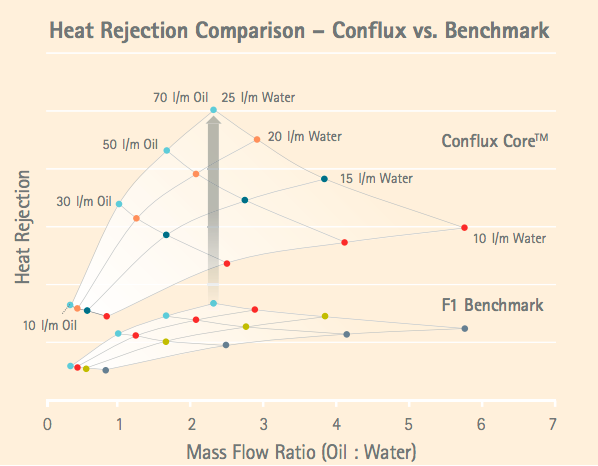 Heat Rejection Comparison – Conflux vs. Benchmark
70 l/m Oil
25 l/m Water
50 l/m Oil
20 l/m Water
Conflux Core™
15 l/m Water
30 l/m Oil
10 l/m Water
Heat Rejection
10 l/m Oil
F1 Benchmark
0 1 2 3 4 5 6 7
Mass Flow Ratio (Oil : Water)